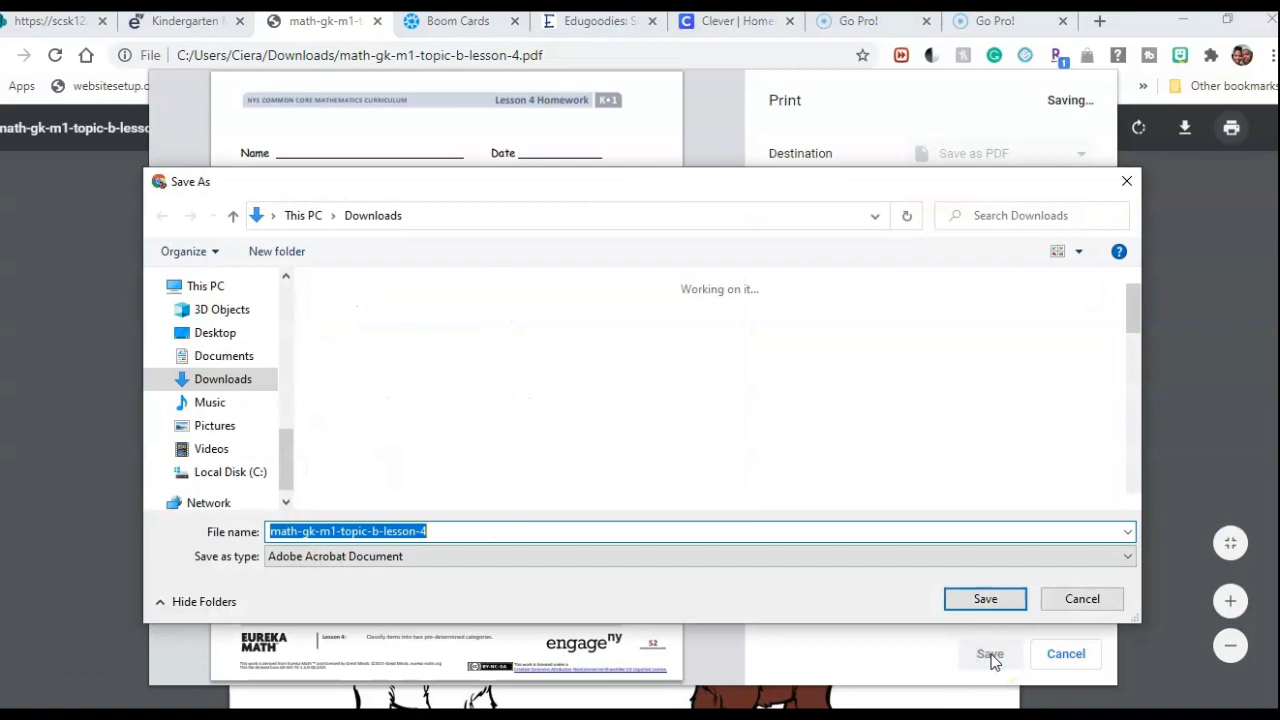 https://scsk12.
Kindergarten M
math-gk-m1-t
Boom Cards
Edugoodies: S
Clever | Home
Go Pro!
Go Pro!
File
C:/Users/Ciera/Downloads/math-gk-m1-topic-b-lesson-4.pdf
1
Apps
websitesetup.o
Other bookmarks
math-gk-m1-topic-b-lesso
NYS COMMON CORE MATHEMATICS CURRICULUM
Lesson 4 Homework
K•1
Name
Date
Print
Saving...
Destination
Save as PDF
Save As
This PC
Downloads
Search Downloads
Organize
New folder
This PC
3D Objects
Desktop
Documents
Downloads
Music
Pictures
Videos
Local Disk (C:)
Network
Working on it...
File name:
math-gk-m1-topic-b-lesson-4
Save as type:
Adobe Acrobat Document
Hide Folders
Save
Cancel
EUREKA
MATH
Lesson 4:
Classify items into two pre-determined categories.
engage ny
52
BY-NC-SA
Save
Cancel